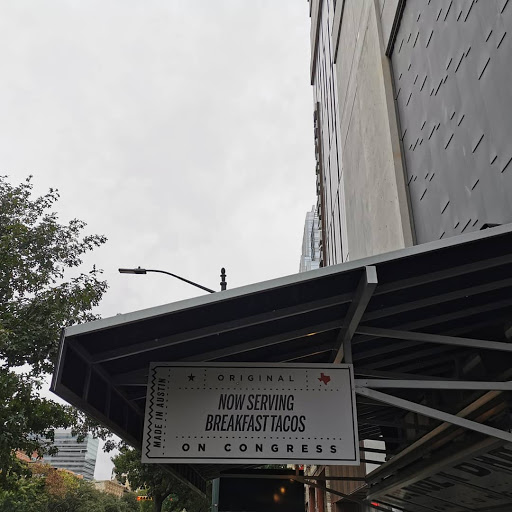 ORIGINAL
MADE IN AUSTIN
NOW SERVING
BREAKFAST TACOS
ON CONGRESS